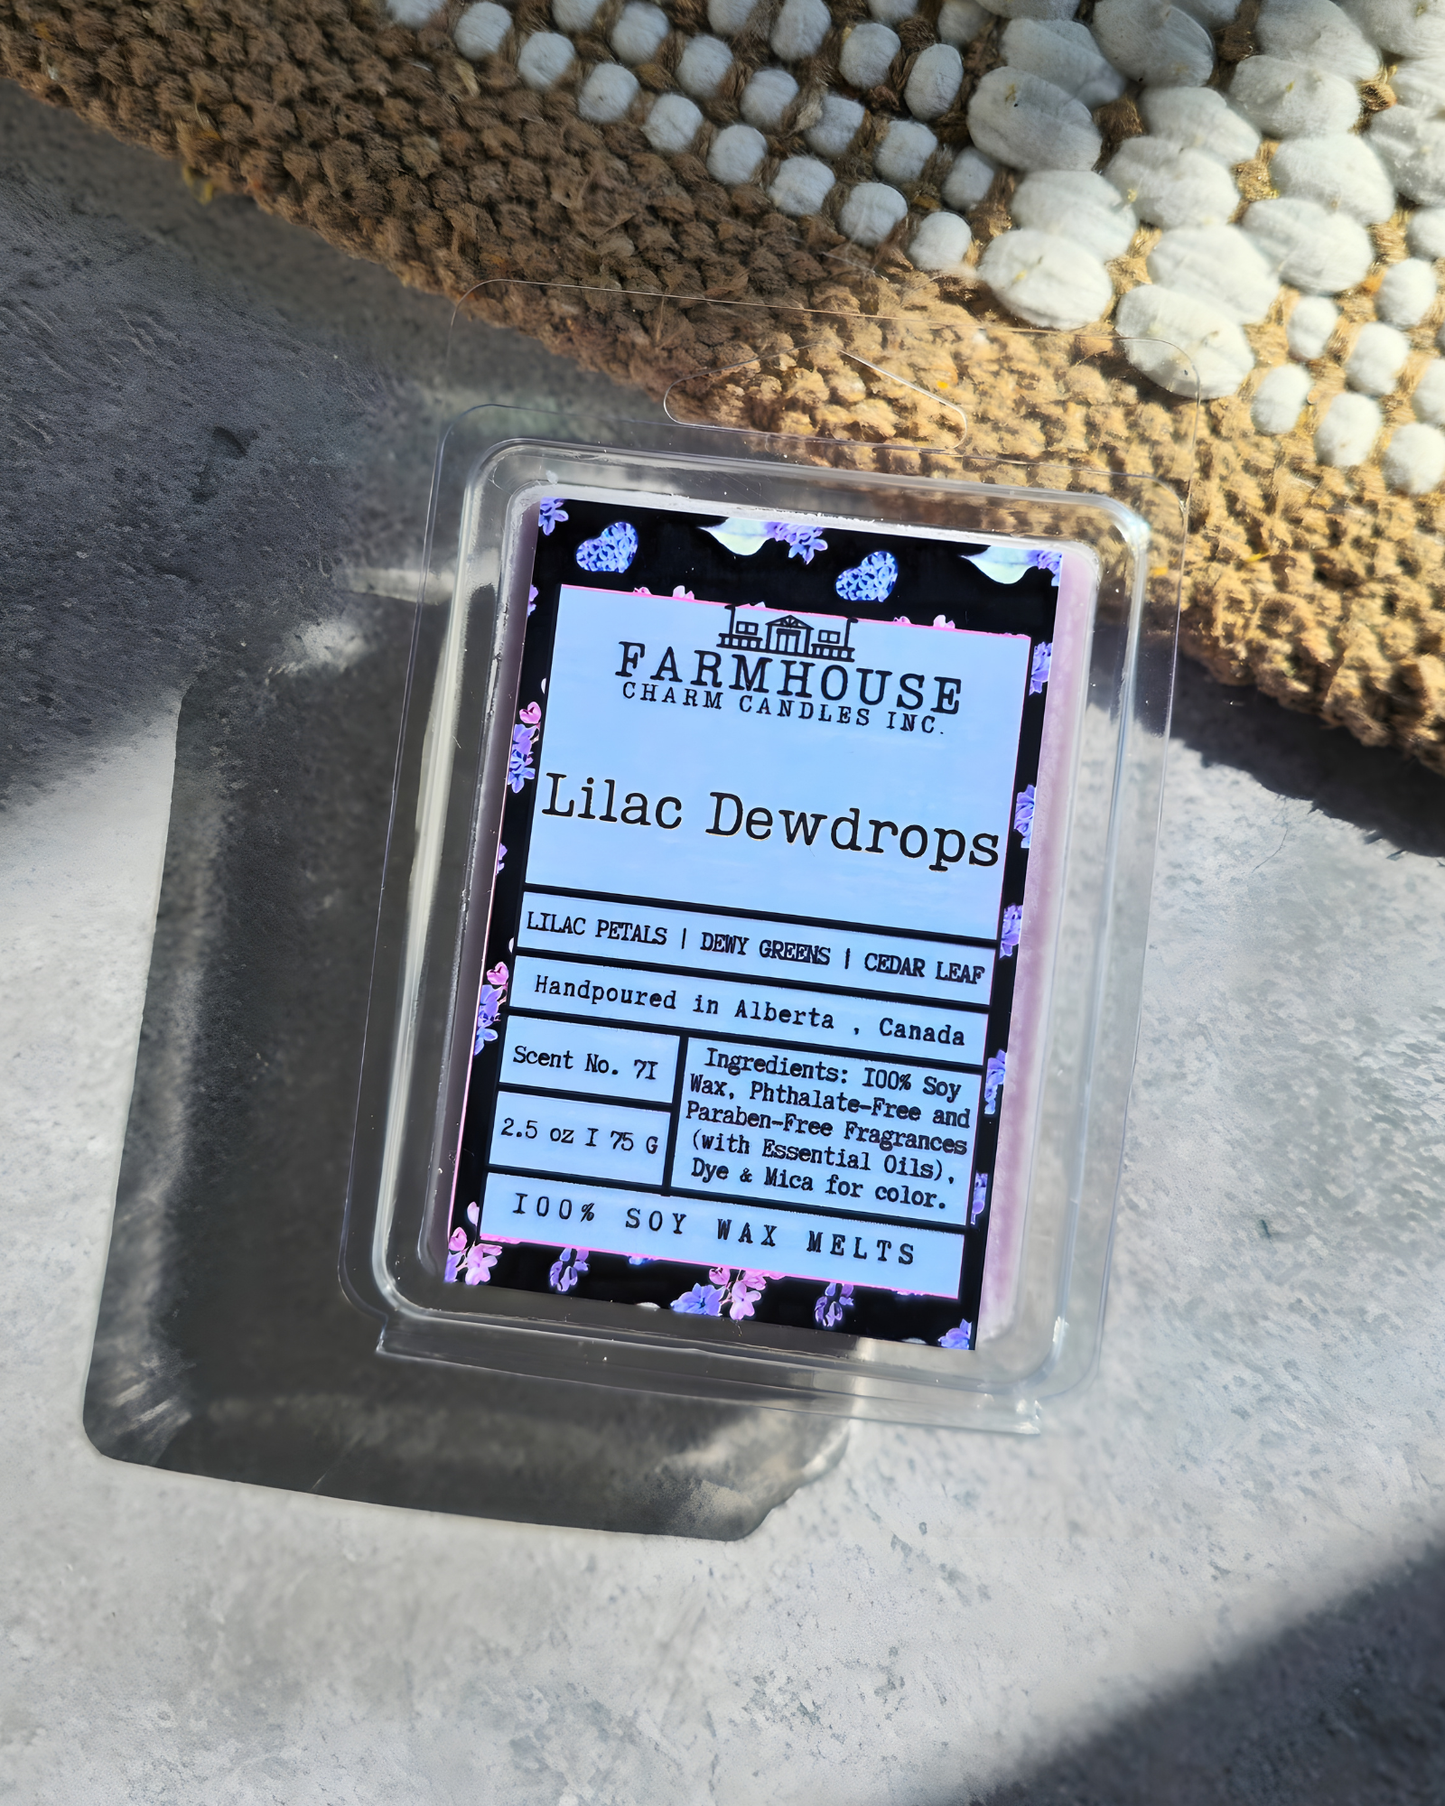 FARMHOUSE
CHARM CANDLES INC.
Lilac Dewdrops
LILAC PETALS | DEWY GREENS | CEDAR LEAF
Handpoured in Alberta , Canada
Scent No. 71
2.5 oz I 75 G
Ingredients: 100% Soy
Wax, Phthalate-Free and
Paraben-Free Fragrances
(with Essential Oils),
Dye & Mica for color.
100% SOY WAX MELTS